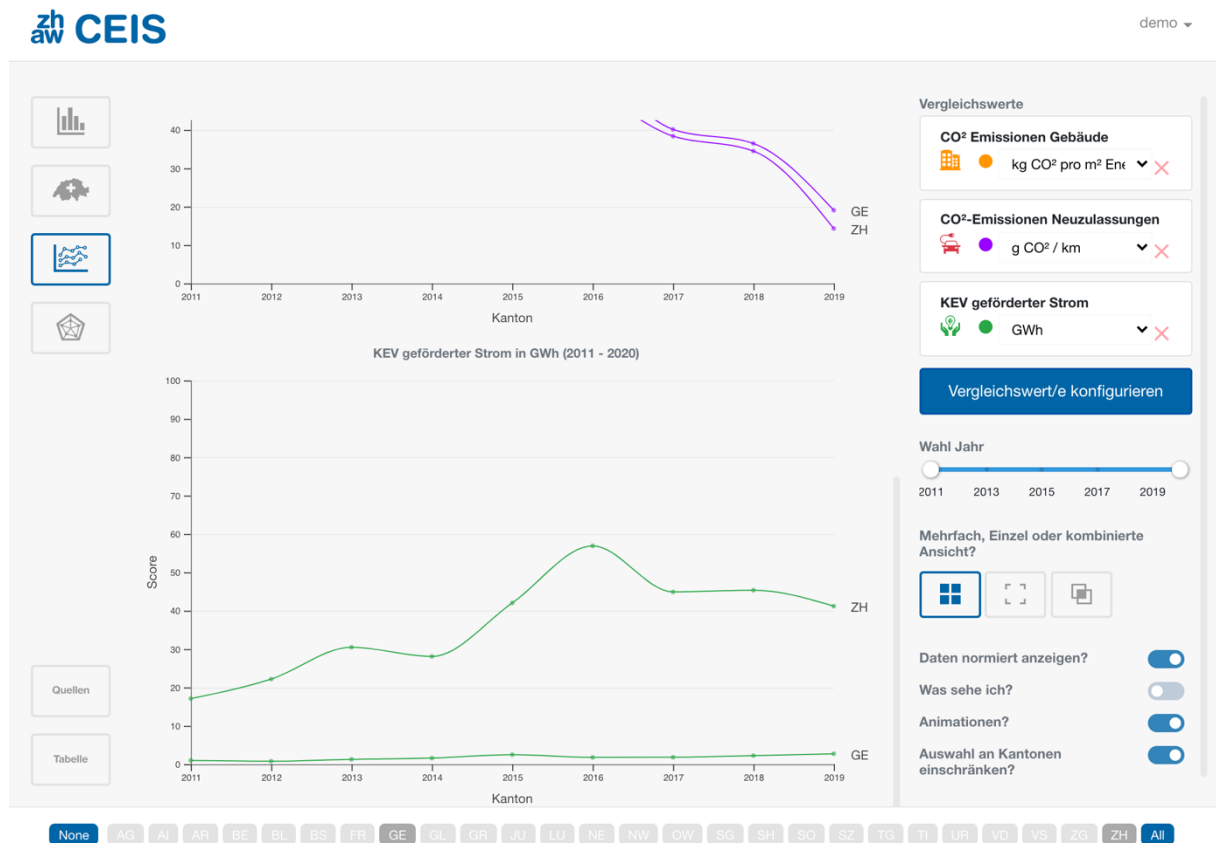 zh
aw CEIS
demo
40
30
20
10
0
GE
ZH
2011 2012 2013 2014 2015 2016 2017 2018 2019
Kanton
KEV geförderter Strom in GWh (2011 - 2020)
100
90
80
70
60
50
40
30
20
10
0
Score
ZH
GE
2011 2012 2013 2014 2015 2016 2017 2018 2019
Kanton
Quellen
Tabelle
Vergleichswerte
CO² Emissionen Gebäude
kg CO² pro m² Ene
CO²-Emissionen Neuzulassungen
g CO² / km
KEV geförderter Strom
GWh
Vergleichswert/e konfigurieren
Wahl Jahr
2011 2013 2015 2017 2019
Mehrfach, Einzel oder kombinierte
Ansicht?
Daten normiert anzeigen?
Was sehe ich?
Animationen?
Auswahl an Kantonen
einschränken?
None AG AI AR BE BL BS FR GE GL GR JU LU NE NW OW SG SH SO SZ TG TI UR VD VS ZG ZH All